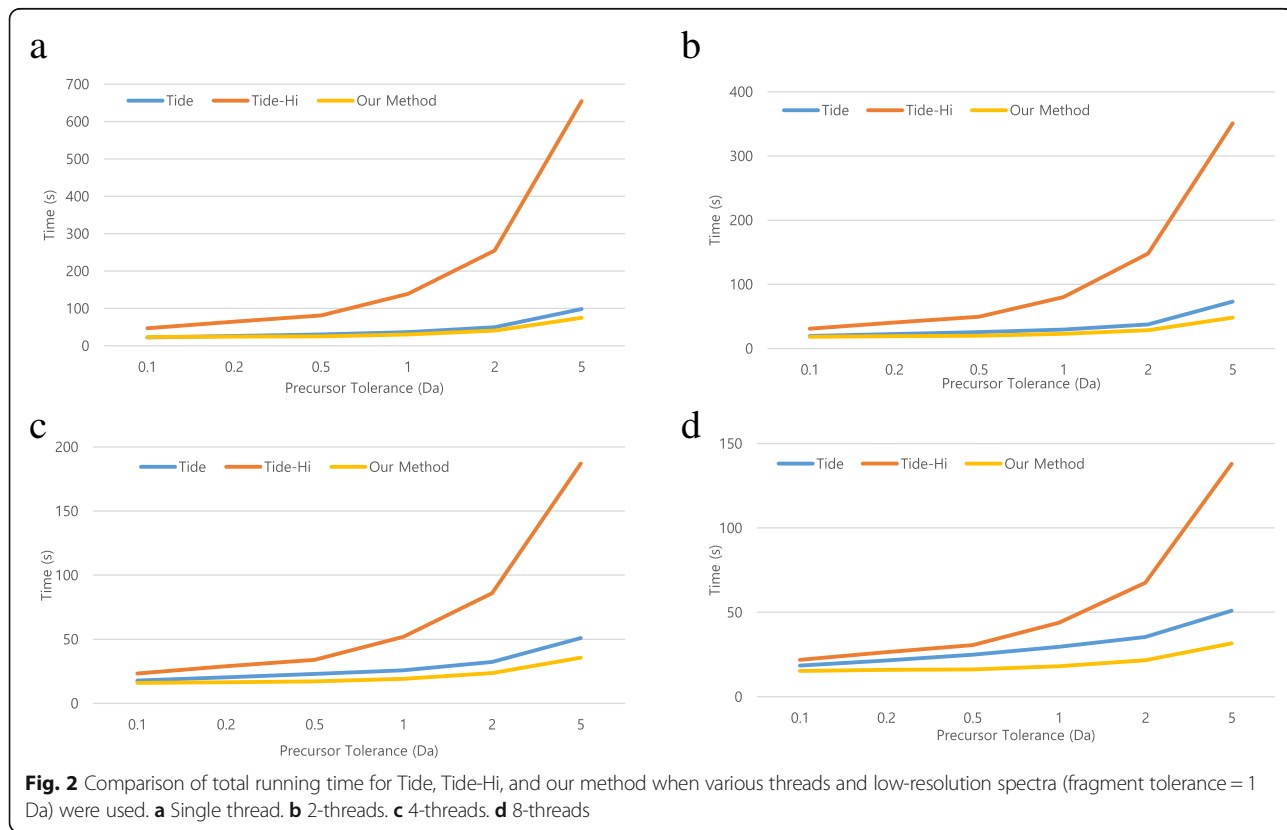 a
700
600
500
400
300
200
100
0
Time (s)
Tide Tide-Hi Our Method
0.1 0.2 0.5 1 2 5
Precursor Tolerance (Da)
b
400
300
200
100
0
Time (s)
Tide Tide-Hi Our Method
0.1 0.2 0.5 1 2 5
Precursor Tolerance (Da)
c
200
150
100
50
0
Time (s)
Tide Tide-Hi Our Method
0.1 0.2 0.5 1 2 5
Precursor Tolerance (Da)
d
150
100
50
0
Time (s)
Tide Tide-Hi Our Method
0.1 0.2 0.5 1 2 5
Precursor Tolerance (Da)
Fig. 2 Comparison of total running time for Tide, Tide-Hi, and our method when various threads and low-resolution spectra (fragment tolerance = 1
Da) were used. a Single thread. b 2-threads. c 4-threads. d 8-threads